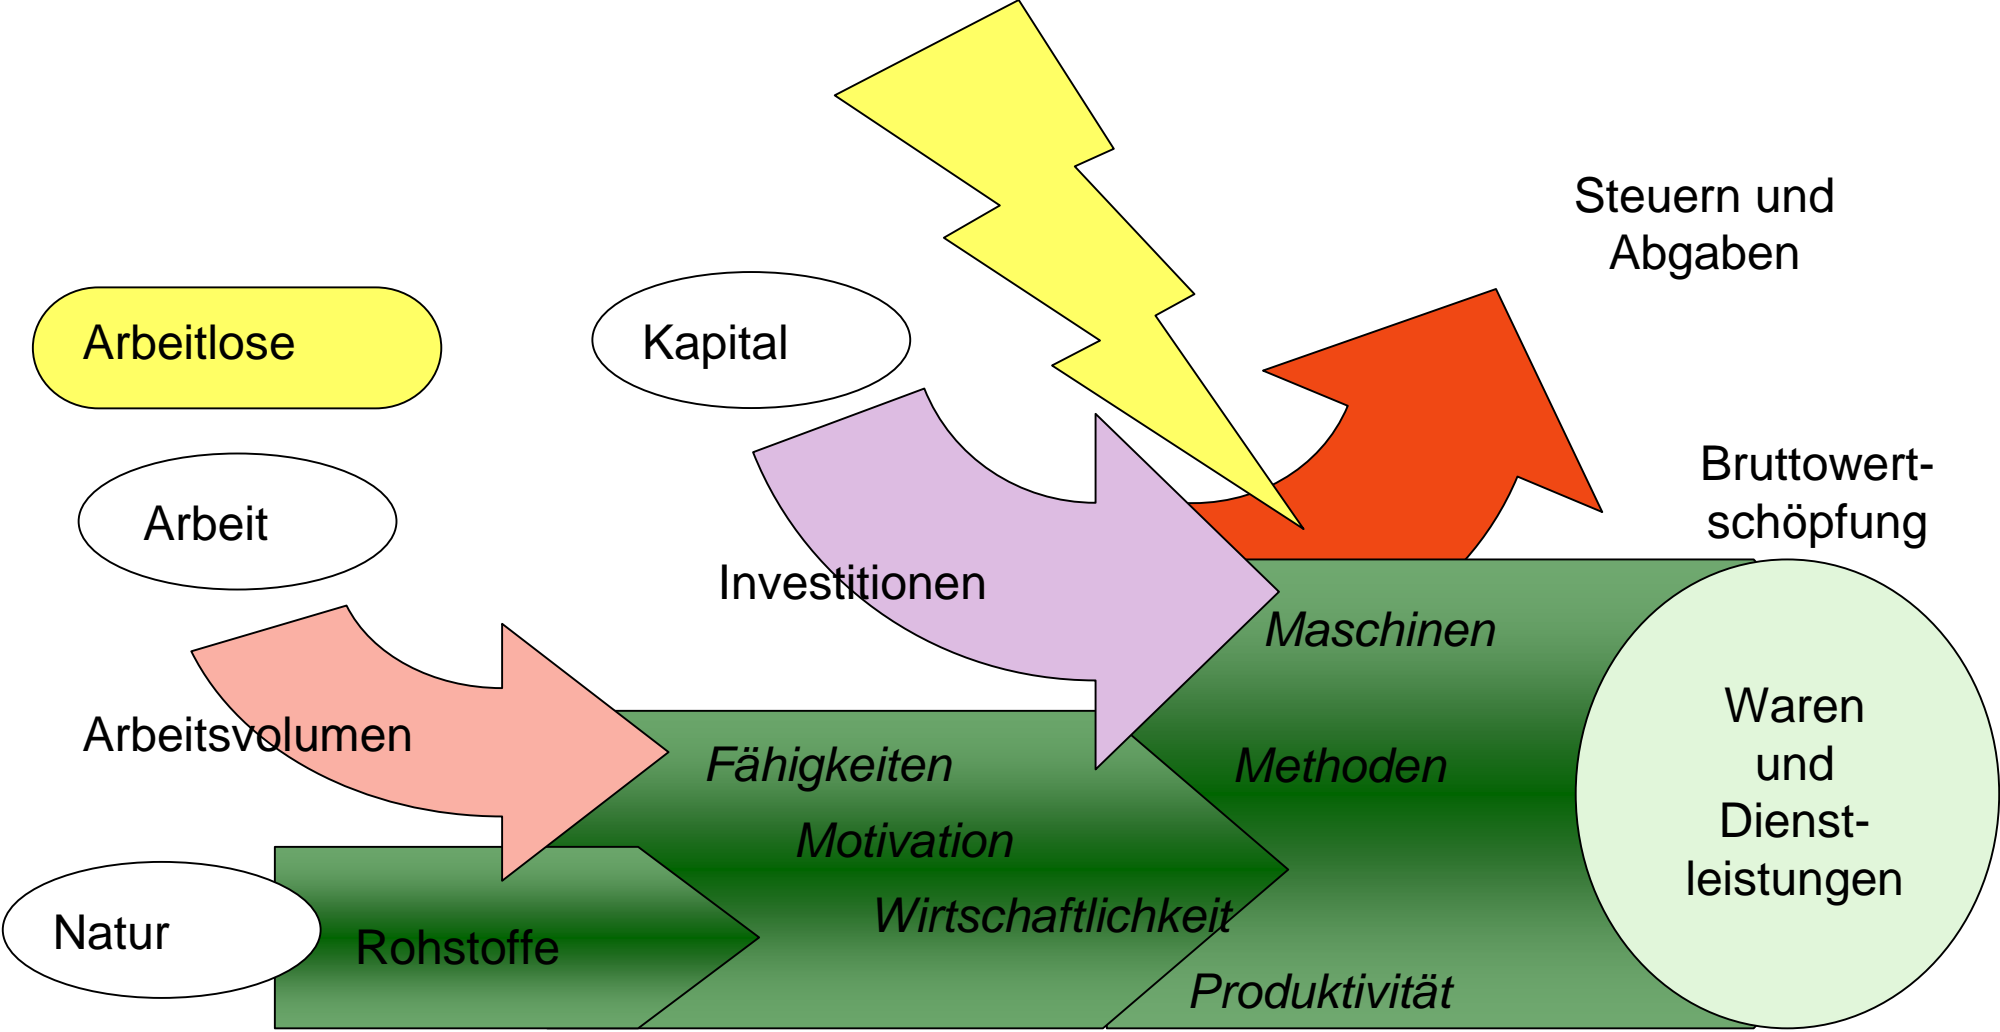 Steuern und
Abgaben
Arbeitlose
Kapital
Bruttowert-
schöpfung
Arbeit
Investitionen
Maschinen
Arbeitsvolumen
Fähigkeiten
Methoden
Waren
und
Dienst-
leistungen
Motivation
Wirtschaftlichkeit
Natur
Rohstoffe
Produktivität